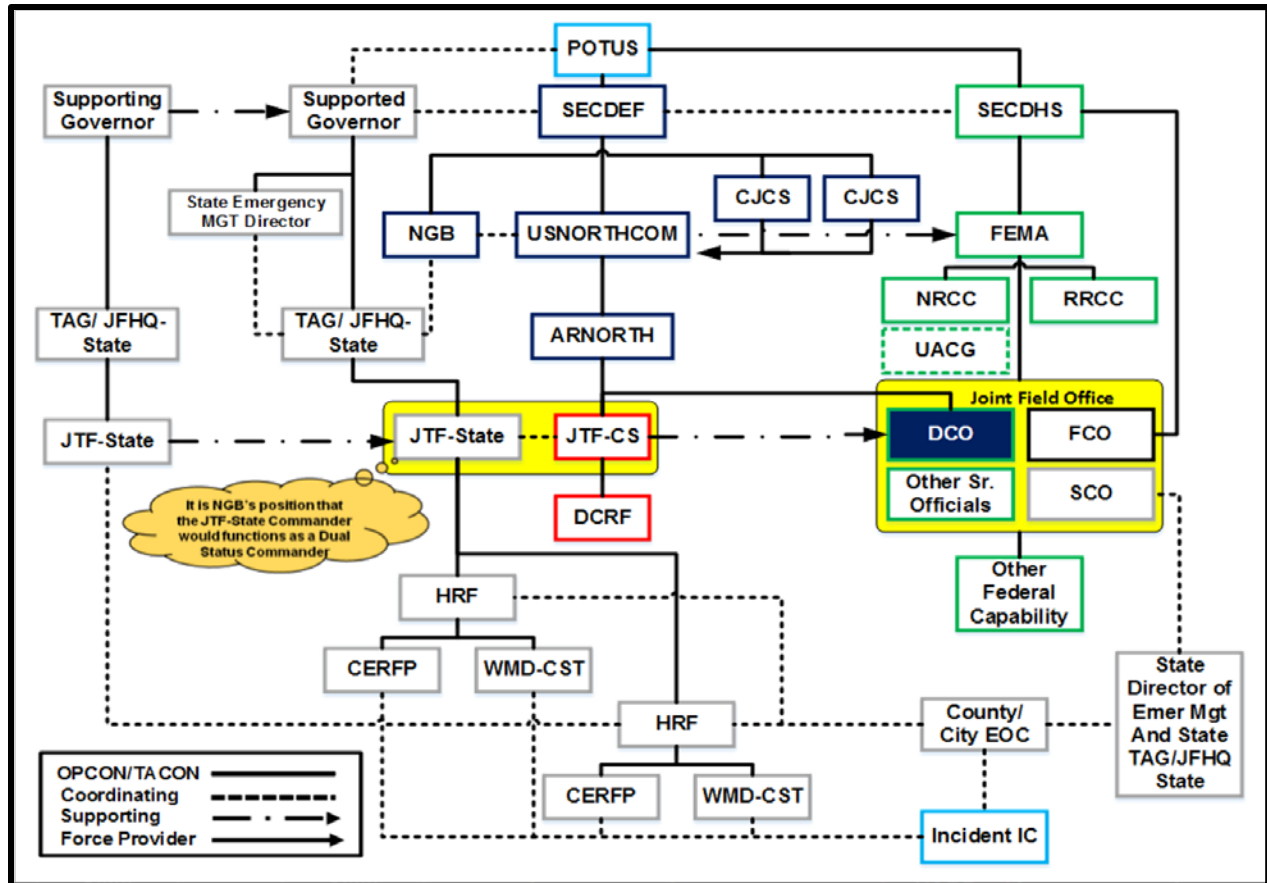 POTUS
Supporting
Governor
Supported
Governor
SECDEF
SECDHS
State Emergency
MGT Director
NGB
USNORTHCOM
CJCS
CJCS
FEMA
NRCC
RRCC
UACG
TAG/ JFHQ-
State
TAG/ JFHQ-
State
ARNORTH
Joint Field Office
JTF-State
JTF-State
JTF-CS
DCO
FCO
Other Sr.
Officials
SCO
It is NGB's position that
the JTF-State Commander
would functions as a Dual
Status Commander
DCRF
Other
Federal
Capability
HRF
CERFP
WMD-CST
HRF
County/
City EOC
State
Director of
Emer Mgt
And State
TAG/JFHQ
State
CERFP
WMD-CST
Incident IC
OPCON/TACON
Coordinating
Supporting
Force Provider